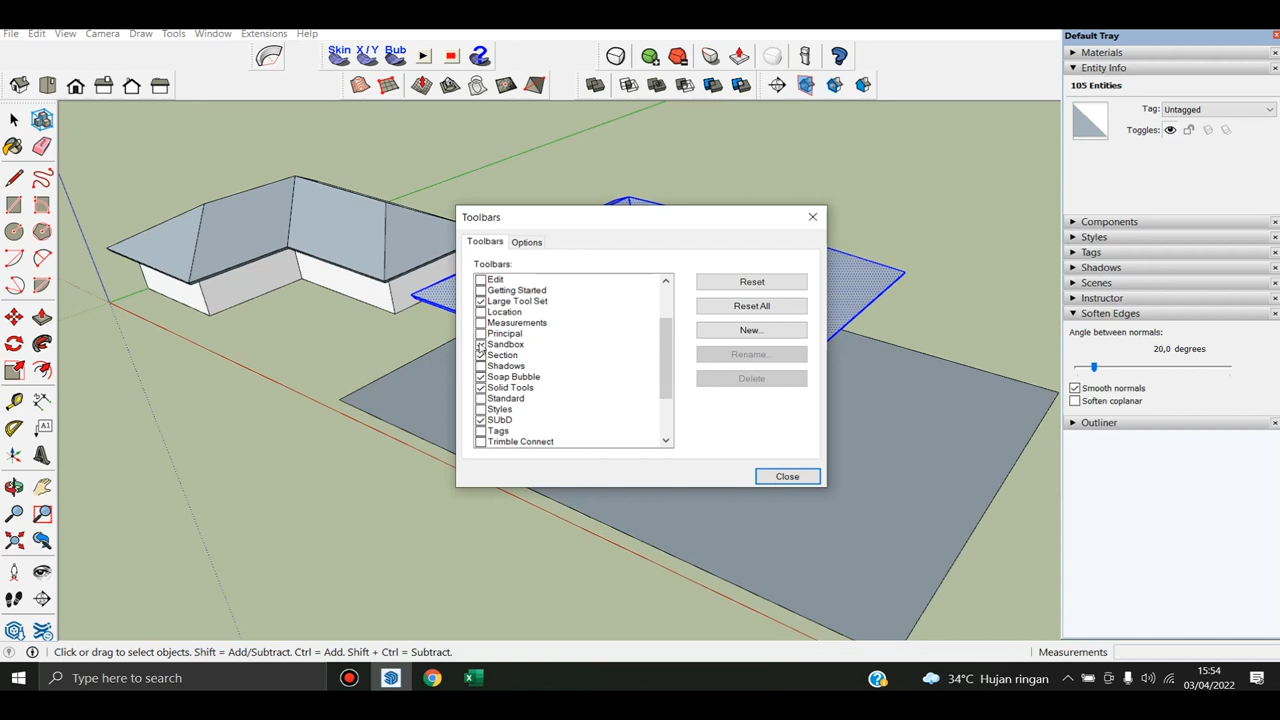 File Edit View Camera Draw Tools Window Extensions Help
Default Tray
Skin X/Y Bub
Materials
Entity Info
105 Entities
Tag: Untagged
Toggles:
Toolbars
Toolbars Options
Toolbars:
Edit
Getting Started
Large Tool Set
Location
Measurements
Principal
Sandbox
Section
Shadows
Soap Bubble
Solid Tools
Standard
Styles
SUbD
Tags
Trimble Connect
Reset
Reset All
New...
Rename...
Delete
Close
Components
Styles
Tags
Shadows
Scenes
Instructor
Soften Edges
Angle between normals:
20,0 degrees
Smooth normals
Soften coplanar
Outliner
A1
Click or drag to select objects. Shift = Add/Subtract. Ctrl = Add. Shift + Ctrl = Subtract.
Measurements
Type here to search
34°C Hujan ringan
15:54
03/04/2022